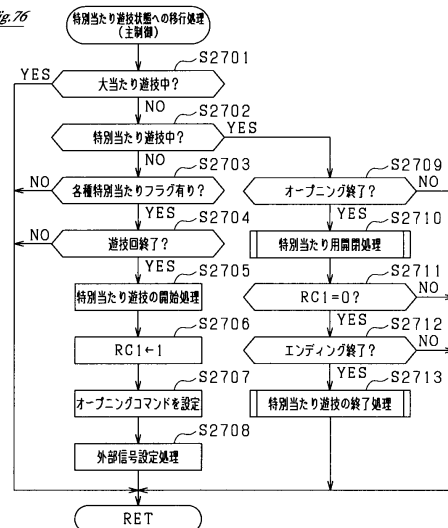 ig.76
特別当たり遊技状態への移行処理
(主制御)
S2701
YES
大当たり遊技中?
NO
S2702
特別当たり遊技中?
YES
NO
S2703
S2709
NO
各種特別当たりフラグ有り?
オープニング終了?
NO
YES
S2704
YES
S2710
NO
遊技回終了?
特別当たり用開閉処理
YES
S2705
S2711
特別当たり遊技の開始処理
RC1=0?
NO
S2706
YES
S2712
RC1←1
エンディング終了?
NO
S2707
YES
S2713
オープニングコマンドを設定
特別当たり遊技の終了処理
S2708
外部信号設定処理
RET